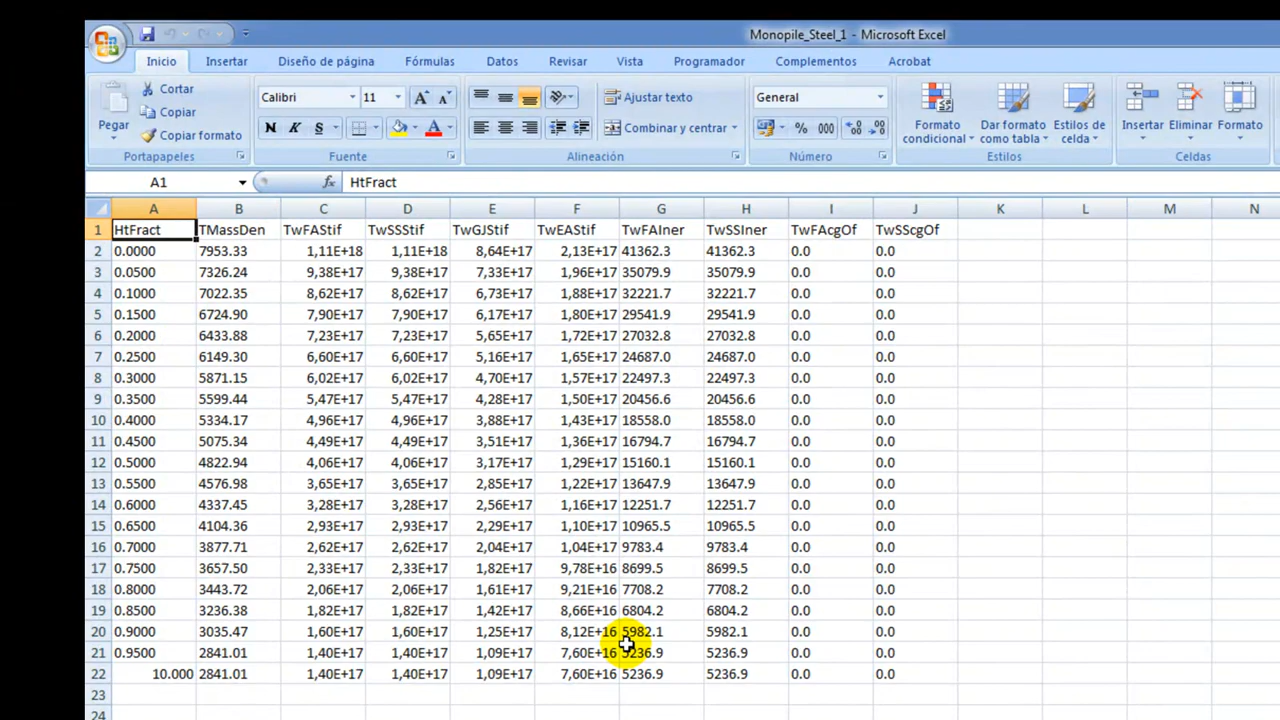 Monopile_Steel_1 - Microsoft Excel
Inicio Insertar Diseño de página Fórmulas Datos Revisar Vista Programador Complementos Acrobat
Pegar
Cortar
Copiar
Copiar formato
Portapapeles
Calibri 11
N K S
Fuente
Ajustar texto
Combinar y centrar
Alineación
General
% 000
Número
Formato condicional
Dar formato como tabla
Estilos de celda
Estilos
Insertar Eliminar Formato
Celdas
A1 fx HtFract
A B C D E F G H I J K L M N
1 HtFract TMassDen TwFAStif TwSSStif TwGJStif TwEAStif TwFAIner TwSSIner TwFAcgOf TwSScgOf
2 0.0000 7953.33 1,11E+18 1,11E+18 8,64E+17 2,13E+17 41362.3 41362.3 0.0 0.0
3 0.0500 7326.24 9,38E+17 9,38E+17 7,33E+17 1,96E+17 35079.9 35079.9 0.0 0.0
4 0.1000 7022.35 8,62E+17 8,62E+17 6,73E+17 1,88E+17 32221.7 32221.7 0.0 0.0
5 0.1500 6724.90 7,90E+17 7,90E+17 6,17E+17 1,80E+17 29541.9 29541.9 0.0 0.0
6 0.2000 6433.88 7,23E+17 7,23E+17 5,65E+17 1,72E+17 27032.8 27032.8 0.0 0.0
7 0.2500 6149.30 6,60E+17 6,60E+17 5,16E+17 1,65E+17 24687.0 24687.0 0.0 0.0
8 0.3000 5871.15 6,02E+17 6,02E+17 4,70E+17 1,57E+17 22497.3 22497.3 0.0 0.0
9 0.3500 5599.44 5,47E+17 5,47E+17 4,28E+17 1,50E+17 20456.6 20456.6 0.0 0.0
10 0.4000 5334.17 4,96E+17 4,96E+17 3,88E+17 1,43E+17 18558.0 18558.0 0.0 0.0
11 0.4500 5075.34 4,49E+17 4,49E+17 3,51E+17 1,36E+17 16794.7 16794.7 0.0 0.0
12 0.5000 4822.94 4,06E+17 4,06E+17 3,17E+17 1,29E+17 15160.1 15160.1 0.0 0.0
13 0.5500 4576.98 3,65E+17 3,65E+17 2,85E+17 1,22E+17 13647.9 13647.9 0.0 0.0
14 0.6000 4337.45 3,28E+17 3,28E+17 2,56E+17 1,16E+17 12251.7 12251.7 0.0 0.0
15 0.6500 4104.36 2,93E+17 2,93E+17 2,29E+17 1,10E+17 10965.5 10965.5 0.0 0.0
16 0.7000 3877.71 2,62E+17 2,62E+17 2,04E+17 1,04E+17 9783.4 9783.4 0.0 0.0
17 0.7500 3657.50 2,33E+17 2,33E+17 1,82E+17 9,78E+16 8699.5 8699.5 0.0 0.0
18 0.8000 3443.72 2,06E+17 2,06E+17 1,61E+17 9,21E+16 7708.2 7708.2 0.0 0.0
19 0.8500 3236.38 1,82E+17 1,82E+17 1,42E+17 8,66E+16 6804.2 6804.2 0.0 0.0
20 0.9000 3035.47 1,60E+17 1,60E+17 1,25E+17 8,12E+16 5982.1 5982.1 0.0 0.0
21 0.9500 2841.01 1,40E+17 1,40E+17 1,09E+17 7,60E+16 5236.9 5236.9 0.0 0.0
22 10.000 2841.01 1,40E+17 1,40E+17 1,09E+17 7,60E+16 5236.9 5236.9 0.0 0.0
23
24